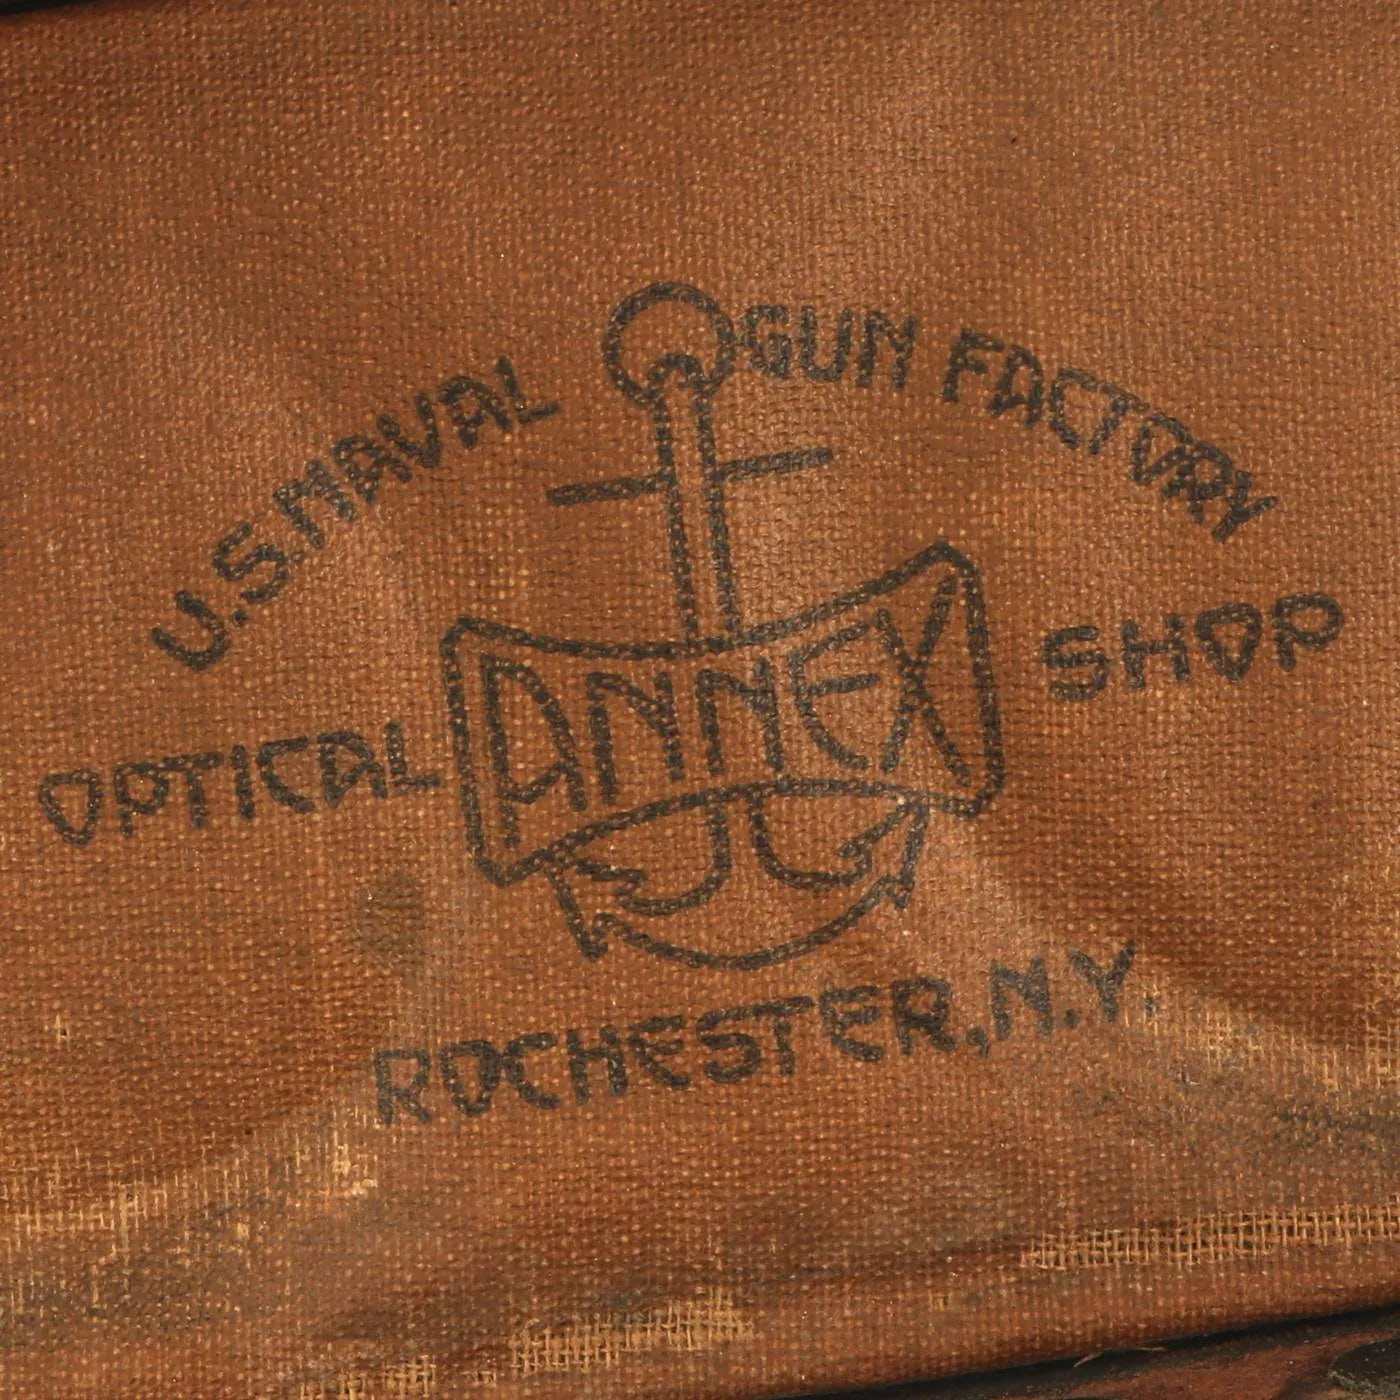 U.S. NAVAL GUN FACTORY
OPTICAL ANNEX SHOP
ROCHESTER, N.Y.